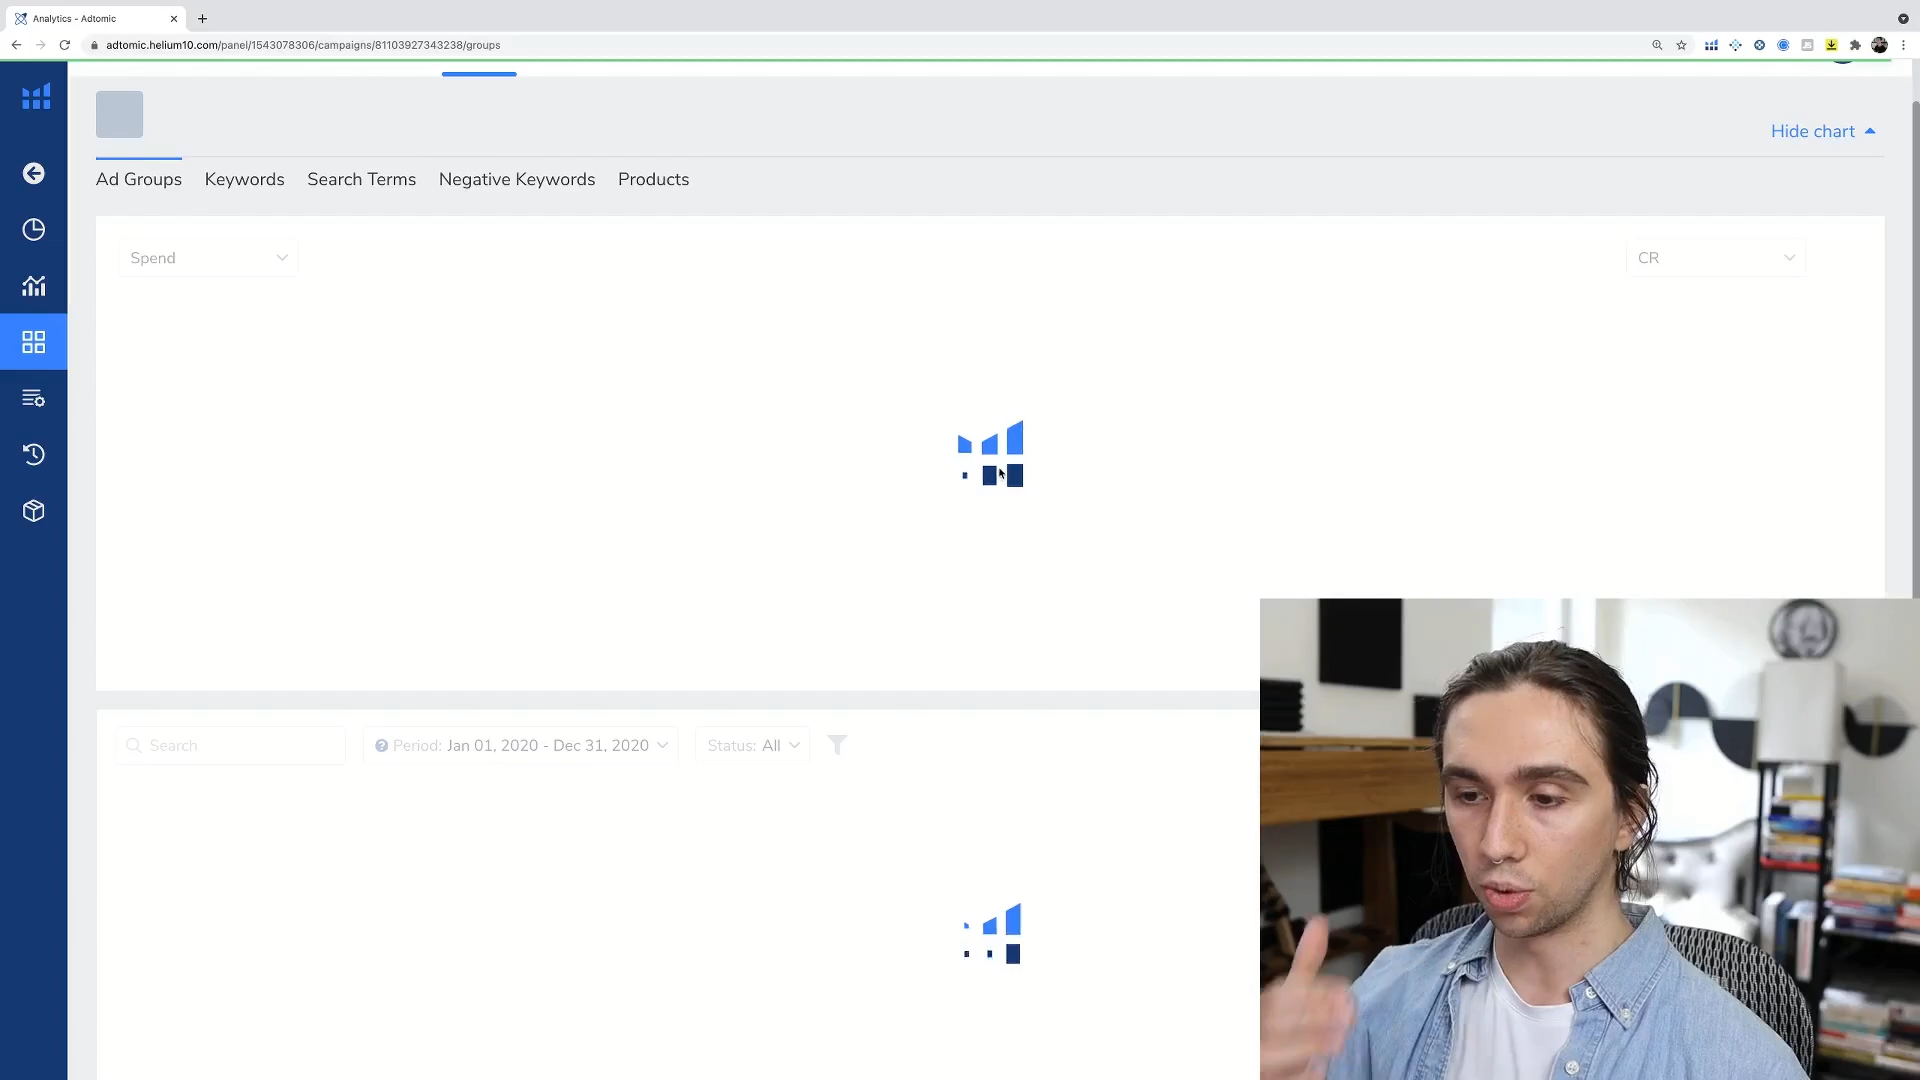 Analytics - Adtomic
adtomic.helium10.com/panel/1543078306/campaigns/81103927343238/groups
Hide chart
Ad Groups Keywords Search Terms Negative Keywords Products
Spend CR
Search Period: Jan 01, 2020 - Dec 31, 2020 Status: All